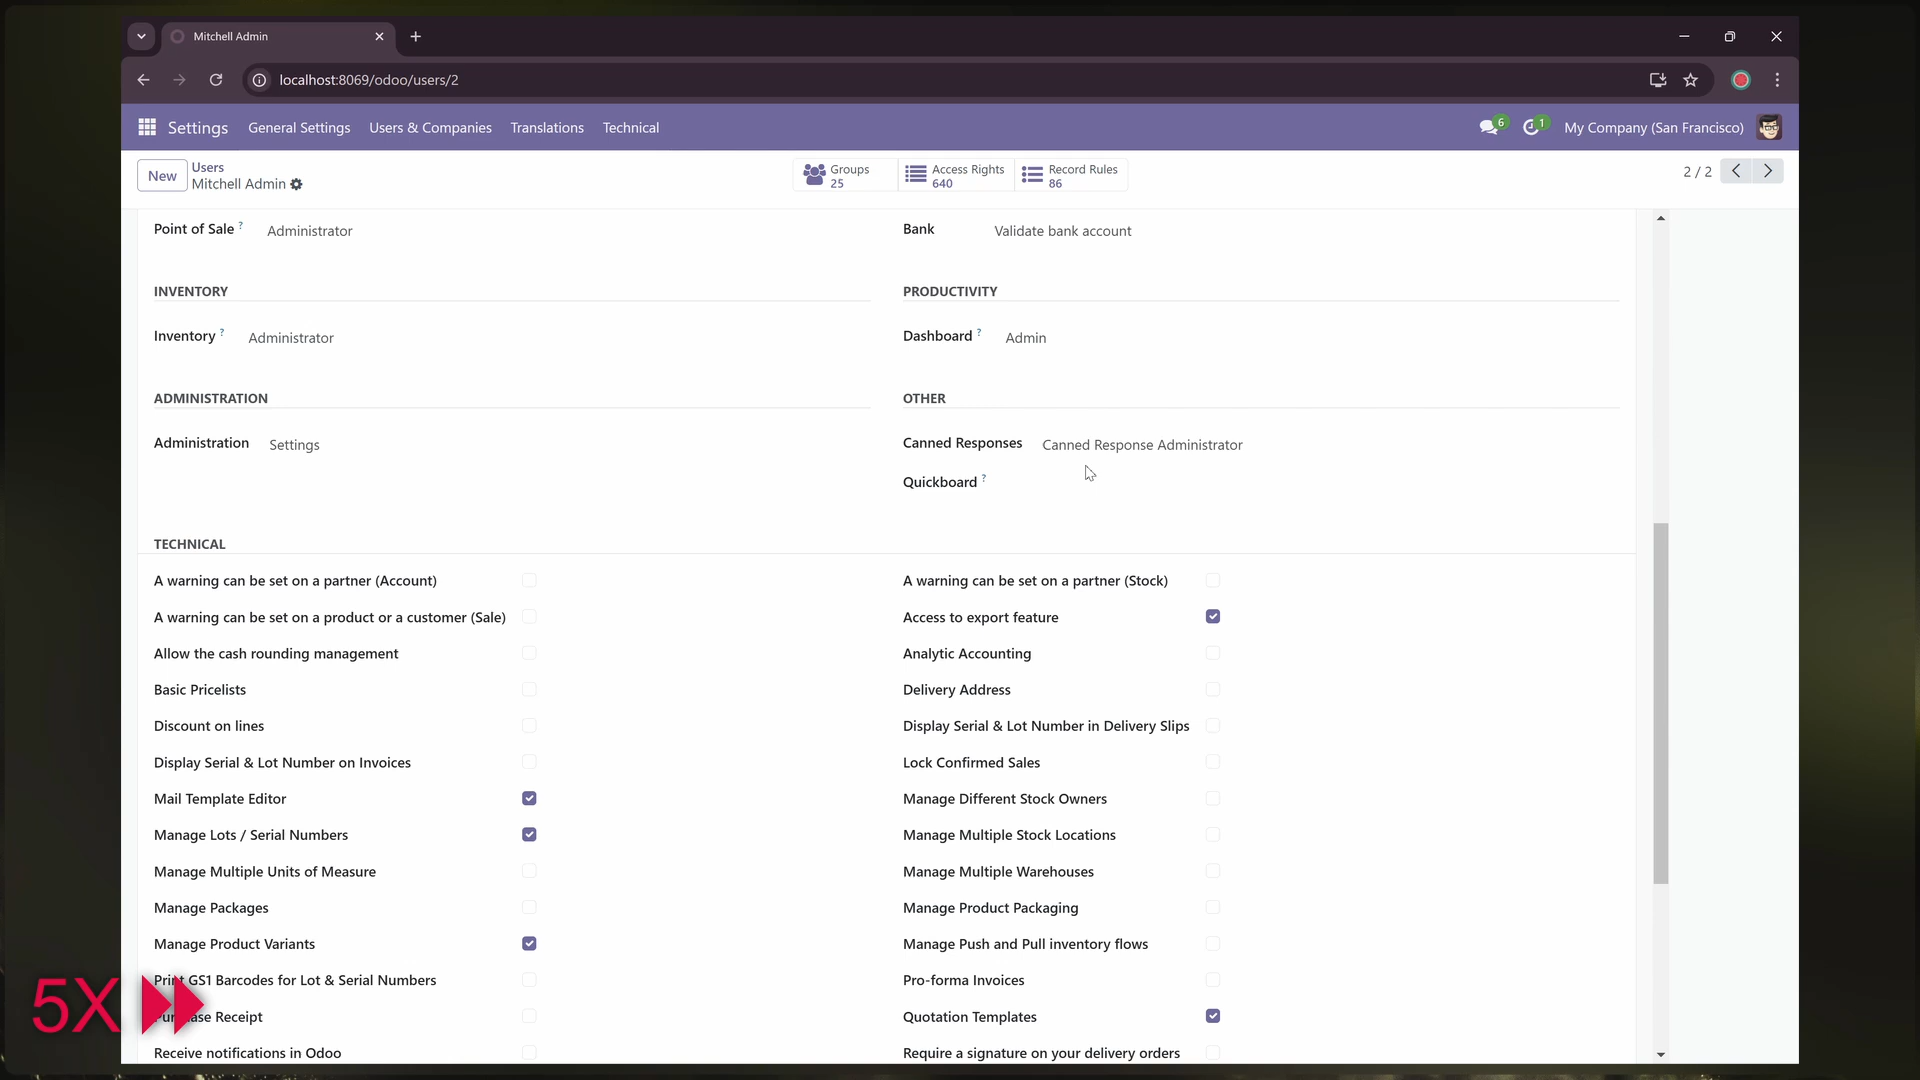 Mitchell Admin
localhost:8069/odoo/users/2
Settings General Settings Users & Companies Translations Technical 6 1 My Company (San Francisco)
New Users Groups 25 Access Rights 640 Record Rules 86 2 / 2
Mitchell Admin
Point of Sale ? Administrator Bank Validate bank account
INVENTORY PRODUCTIVITY
Inventory ? Administrator Dashboard ? Admin
ADMINISTRATION OTHER
Administration Settings Canned Responses Canned Response Administrator
Quickboard ?
TECHNICAL
A warning can be set on a partner (Account) A warning can be set on a partner (Stock)
A warning can be set on a product or a customer (Sale) Access to export feature
Allow the cash rounding management Analytic Accounting
Basic Pricelists Delivery Address
Discount on lines Display Serial & Lot Number in Delivery Slips
Display Serial & Lot Number on Invoices Lock Confirmed Sales
Mail Template Editor Manage Different Stock Owners
Manage Lots / Serial Numbers Manage Multiple Stock Locations
Manage Multiple Units of Measure Manage Multiple Warehouses
Manage Packages Manage Product Packaging
Manage Product Variants Manage Push and Pull inventory flows
Print GS1 Barcodes for Lot & Serial Numbers Pro-forma Invoices
5X
Purchase Receipt Quotation Templates
Receive notifications in Odoo Require a signature on your delivery orders